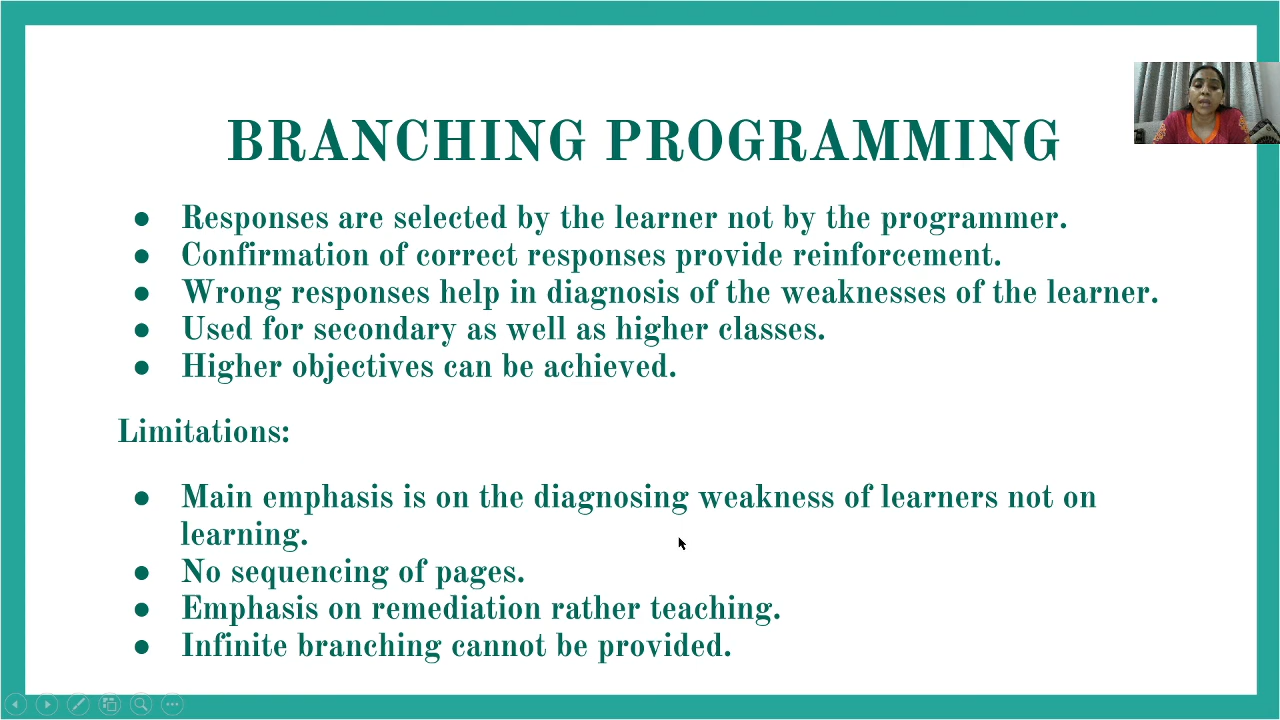 BRANCHING PROGRAMMING
● Responses are selected by the learner not by the programmer.
● Confirmation of correct responses provide reinforcement.
● Wrong responses help in diagnosis of the weaknesses of the learner.
● Used for secondary as well as higher classes.
● Higher objectives can be achieved.
Limitations:
● Main emphasis is on the diagnosing weakness of learners not on
learning.
● No sequencing of pages.
● Emphasis on remediation rather teaching.
● Infinite branching cannot be provided.